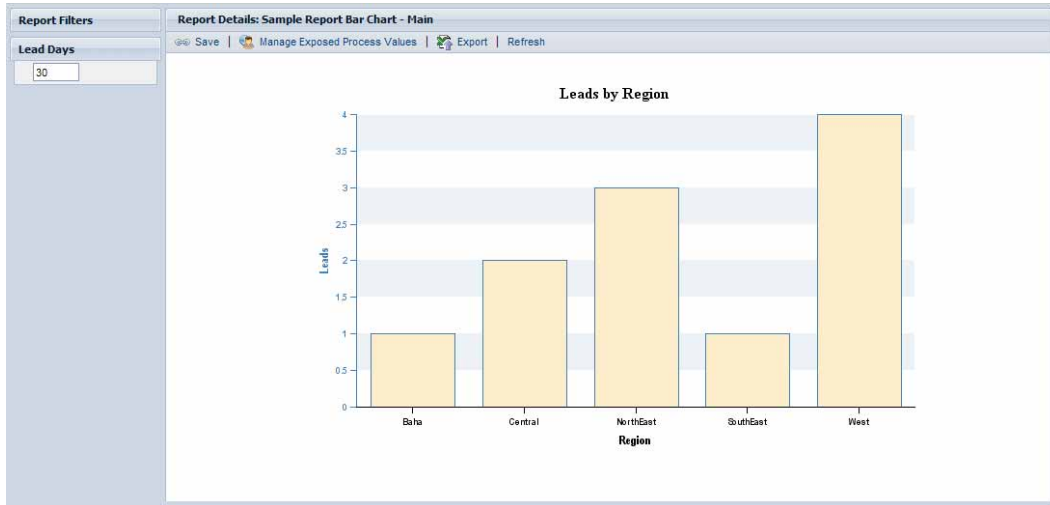 Report Filters
Lead Days
30
Report Details: Sample Report Bar Chart - Main
Save | Manage Exposed Process Values | Export | Refresh
Leads by Region
4
3.5
3
2.5
2
1.5
1
0.5
0
Leads
Baha Central NorthEast SouthEast West
Region